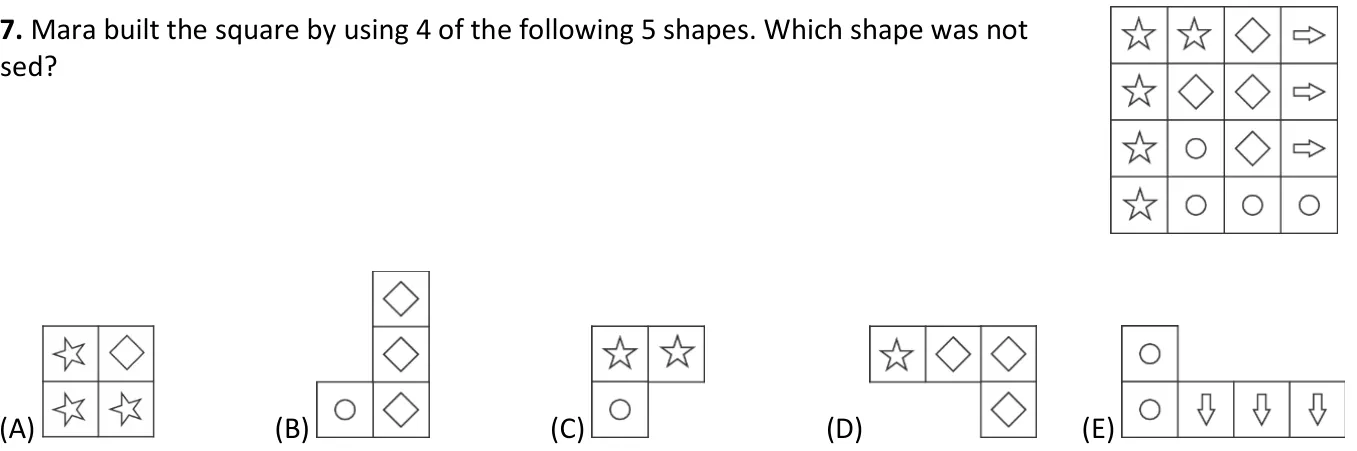 7. Mara built the square by using 4 of the following 5 shapes. Which shape was not
sed?
(A) (B) (C) (D) (E)